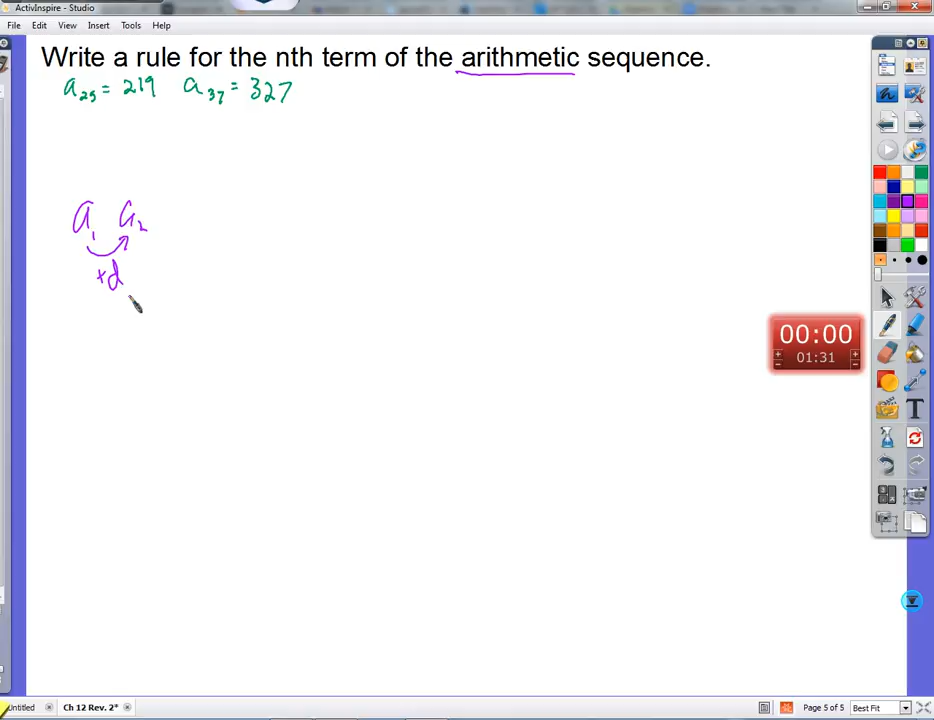 ActivInspire - Studio
File Edit View Insert Tools Help
Write a rule for the nth term of the arithmetic sequence.
a₂₅ = 219 a₃₇ = 327
a₁ a₂
+d
00:00
01:31
T
Untitled Ch 12 Rev. 2* Page 5 of 5 Best Fit